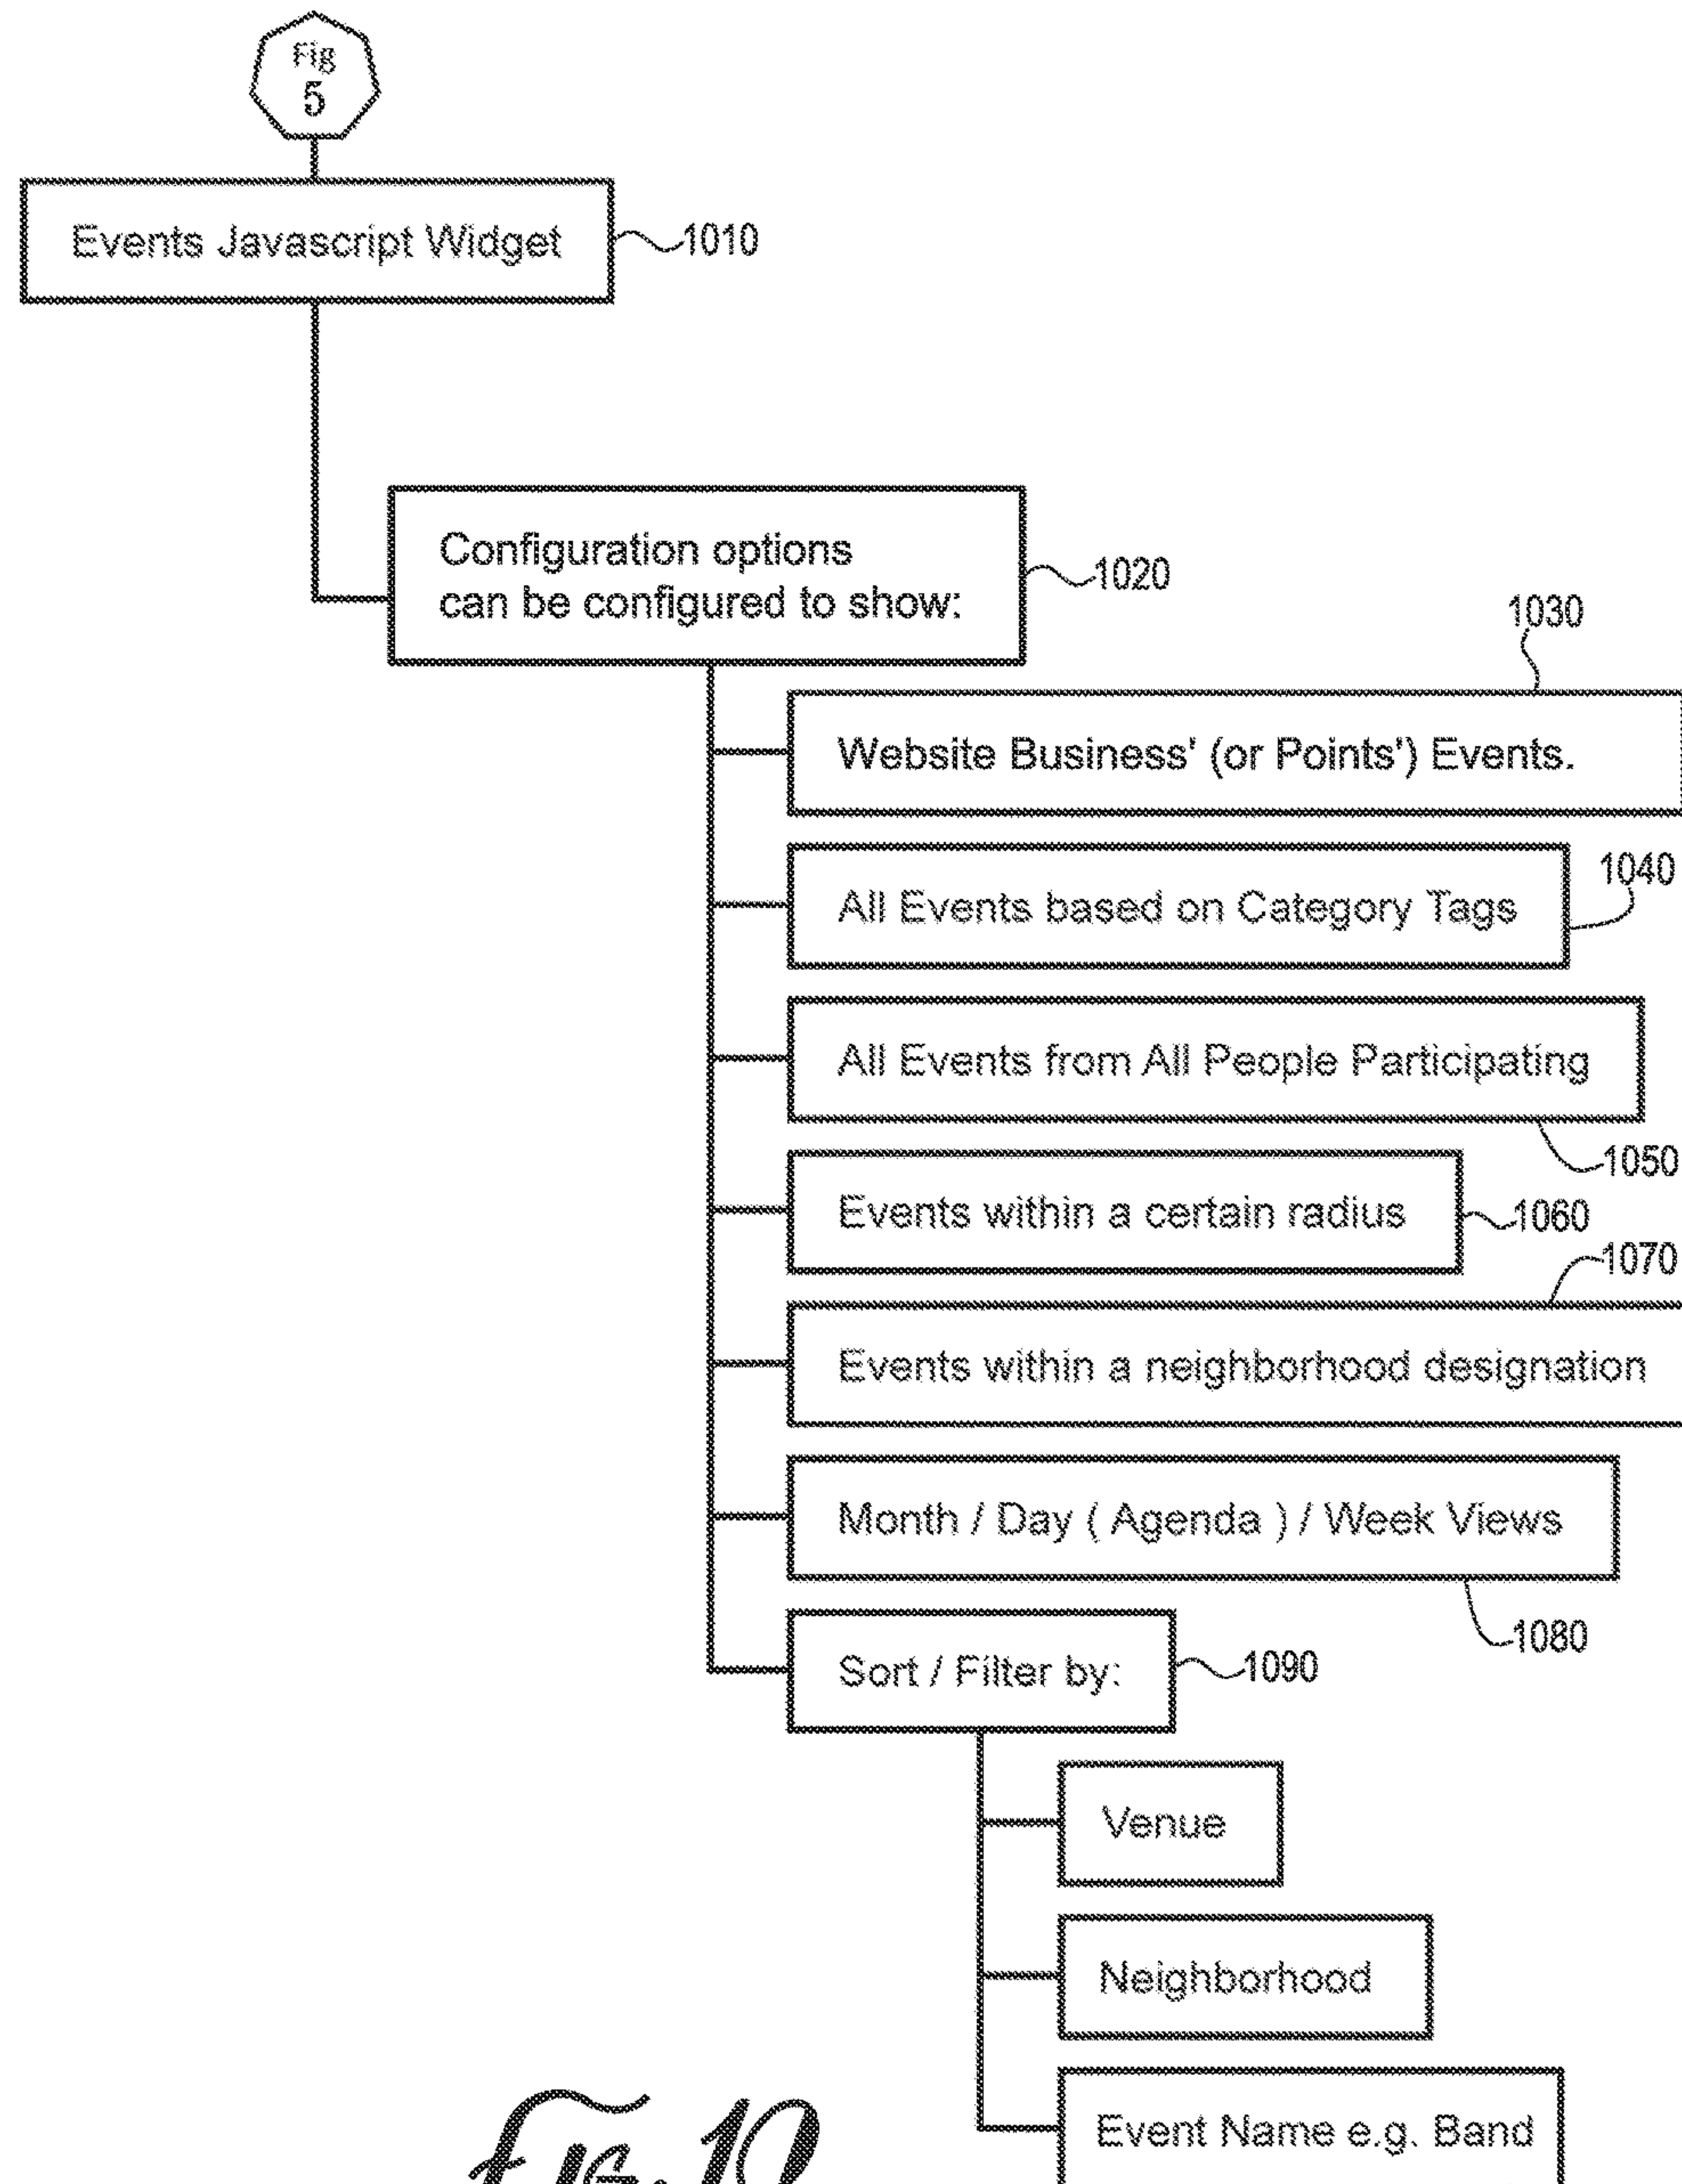 Fig
5
Events Javascript Widget
1010
Configuration options
can be configured to show:
1020
1030
Website Business' (or Points') Events.
All Events based on Category Tags
1040
All Events from All People Participating
1050
Events within a certain radius
1060
1070
Events within a neighborhood designation
Month / Day ( Agenda ) / Week Views
1080
Sort / Filter by:
1090
Venue
Neighborhood
Event Name e.g. Band
Fig. 10